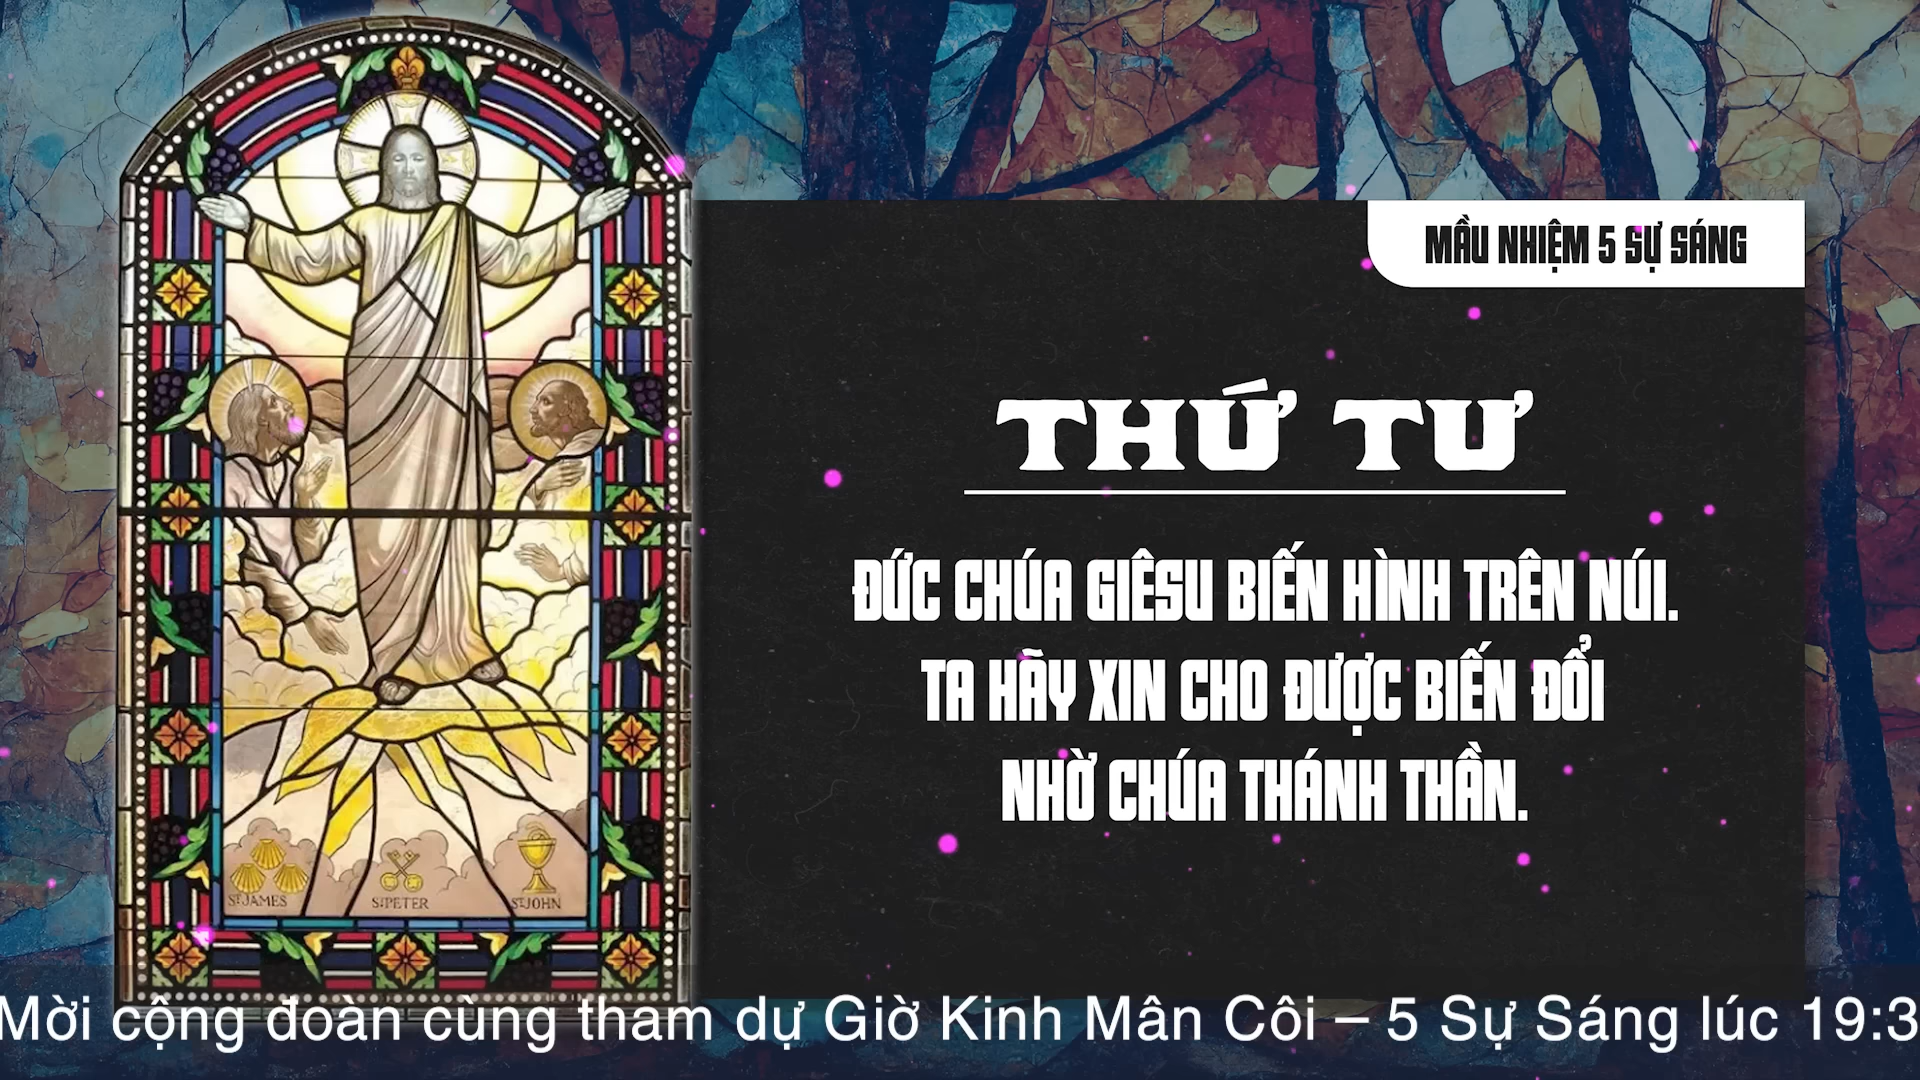 MẦU NHIỆM 5 SỰ SÁNG
THỨ TƯ
ĐỨC CHÚA GIÊSU BIẾN HÌNH TRÊN NÚI.
TA HÃY XIN CHO ĐƯỢC BIẾN ĐỔI
NHỜ CHÚA THÁNH THẦN.
ST JAMES
ST PETER
ST JOHN
Mời cộng đoàn cùng tham dự Giờ Kinh Mân Côi – 5 Sự Sáng lúc 19:3